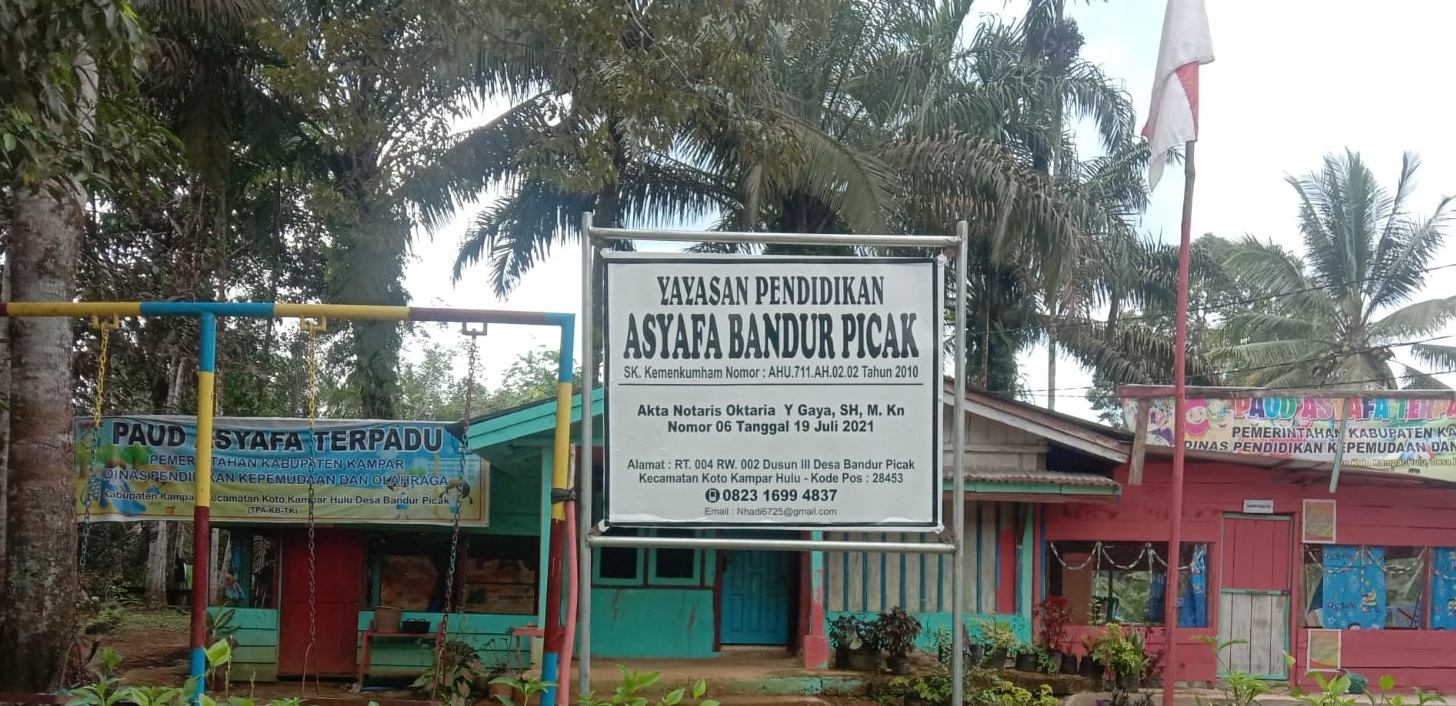 YAYASAN PENDIDIKAN
ASYAFA BANDUR PICAK
SK. Kemenkumham Nomor : AHU.711.AH.02.02 Tahun 2010
Akta Notaris Oktaria Y Gaya, SH, M. Kn
Nomor 06 Tanggal 19 Juli 2021
Alamat : RT. 004 RW. 002 Dusun III Desa Bandur Picak
Kecamatan Koto Kampar Hulu - Kode Pos : 28453
0823 1699 4837
Email : Nhadi6725@gmail.com
PAUD ASYAFA TERPADU
PEMERINTAHAN KABUPATEN KAMPAR
DINAS PENDIDIKAN KEPEMUDAAN DAN OLAHRAGA
Kabupaten Kampar Kecamatan Koto Kampar Hulu Desa Bandur Picak
(TPA-KB-TK)
PAUD ASYAFA TERP
PEMERINTAHAN KABUPATEN KA
DINAS PENDIDIKAN KEPEMUDAAN DAN